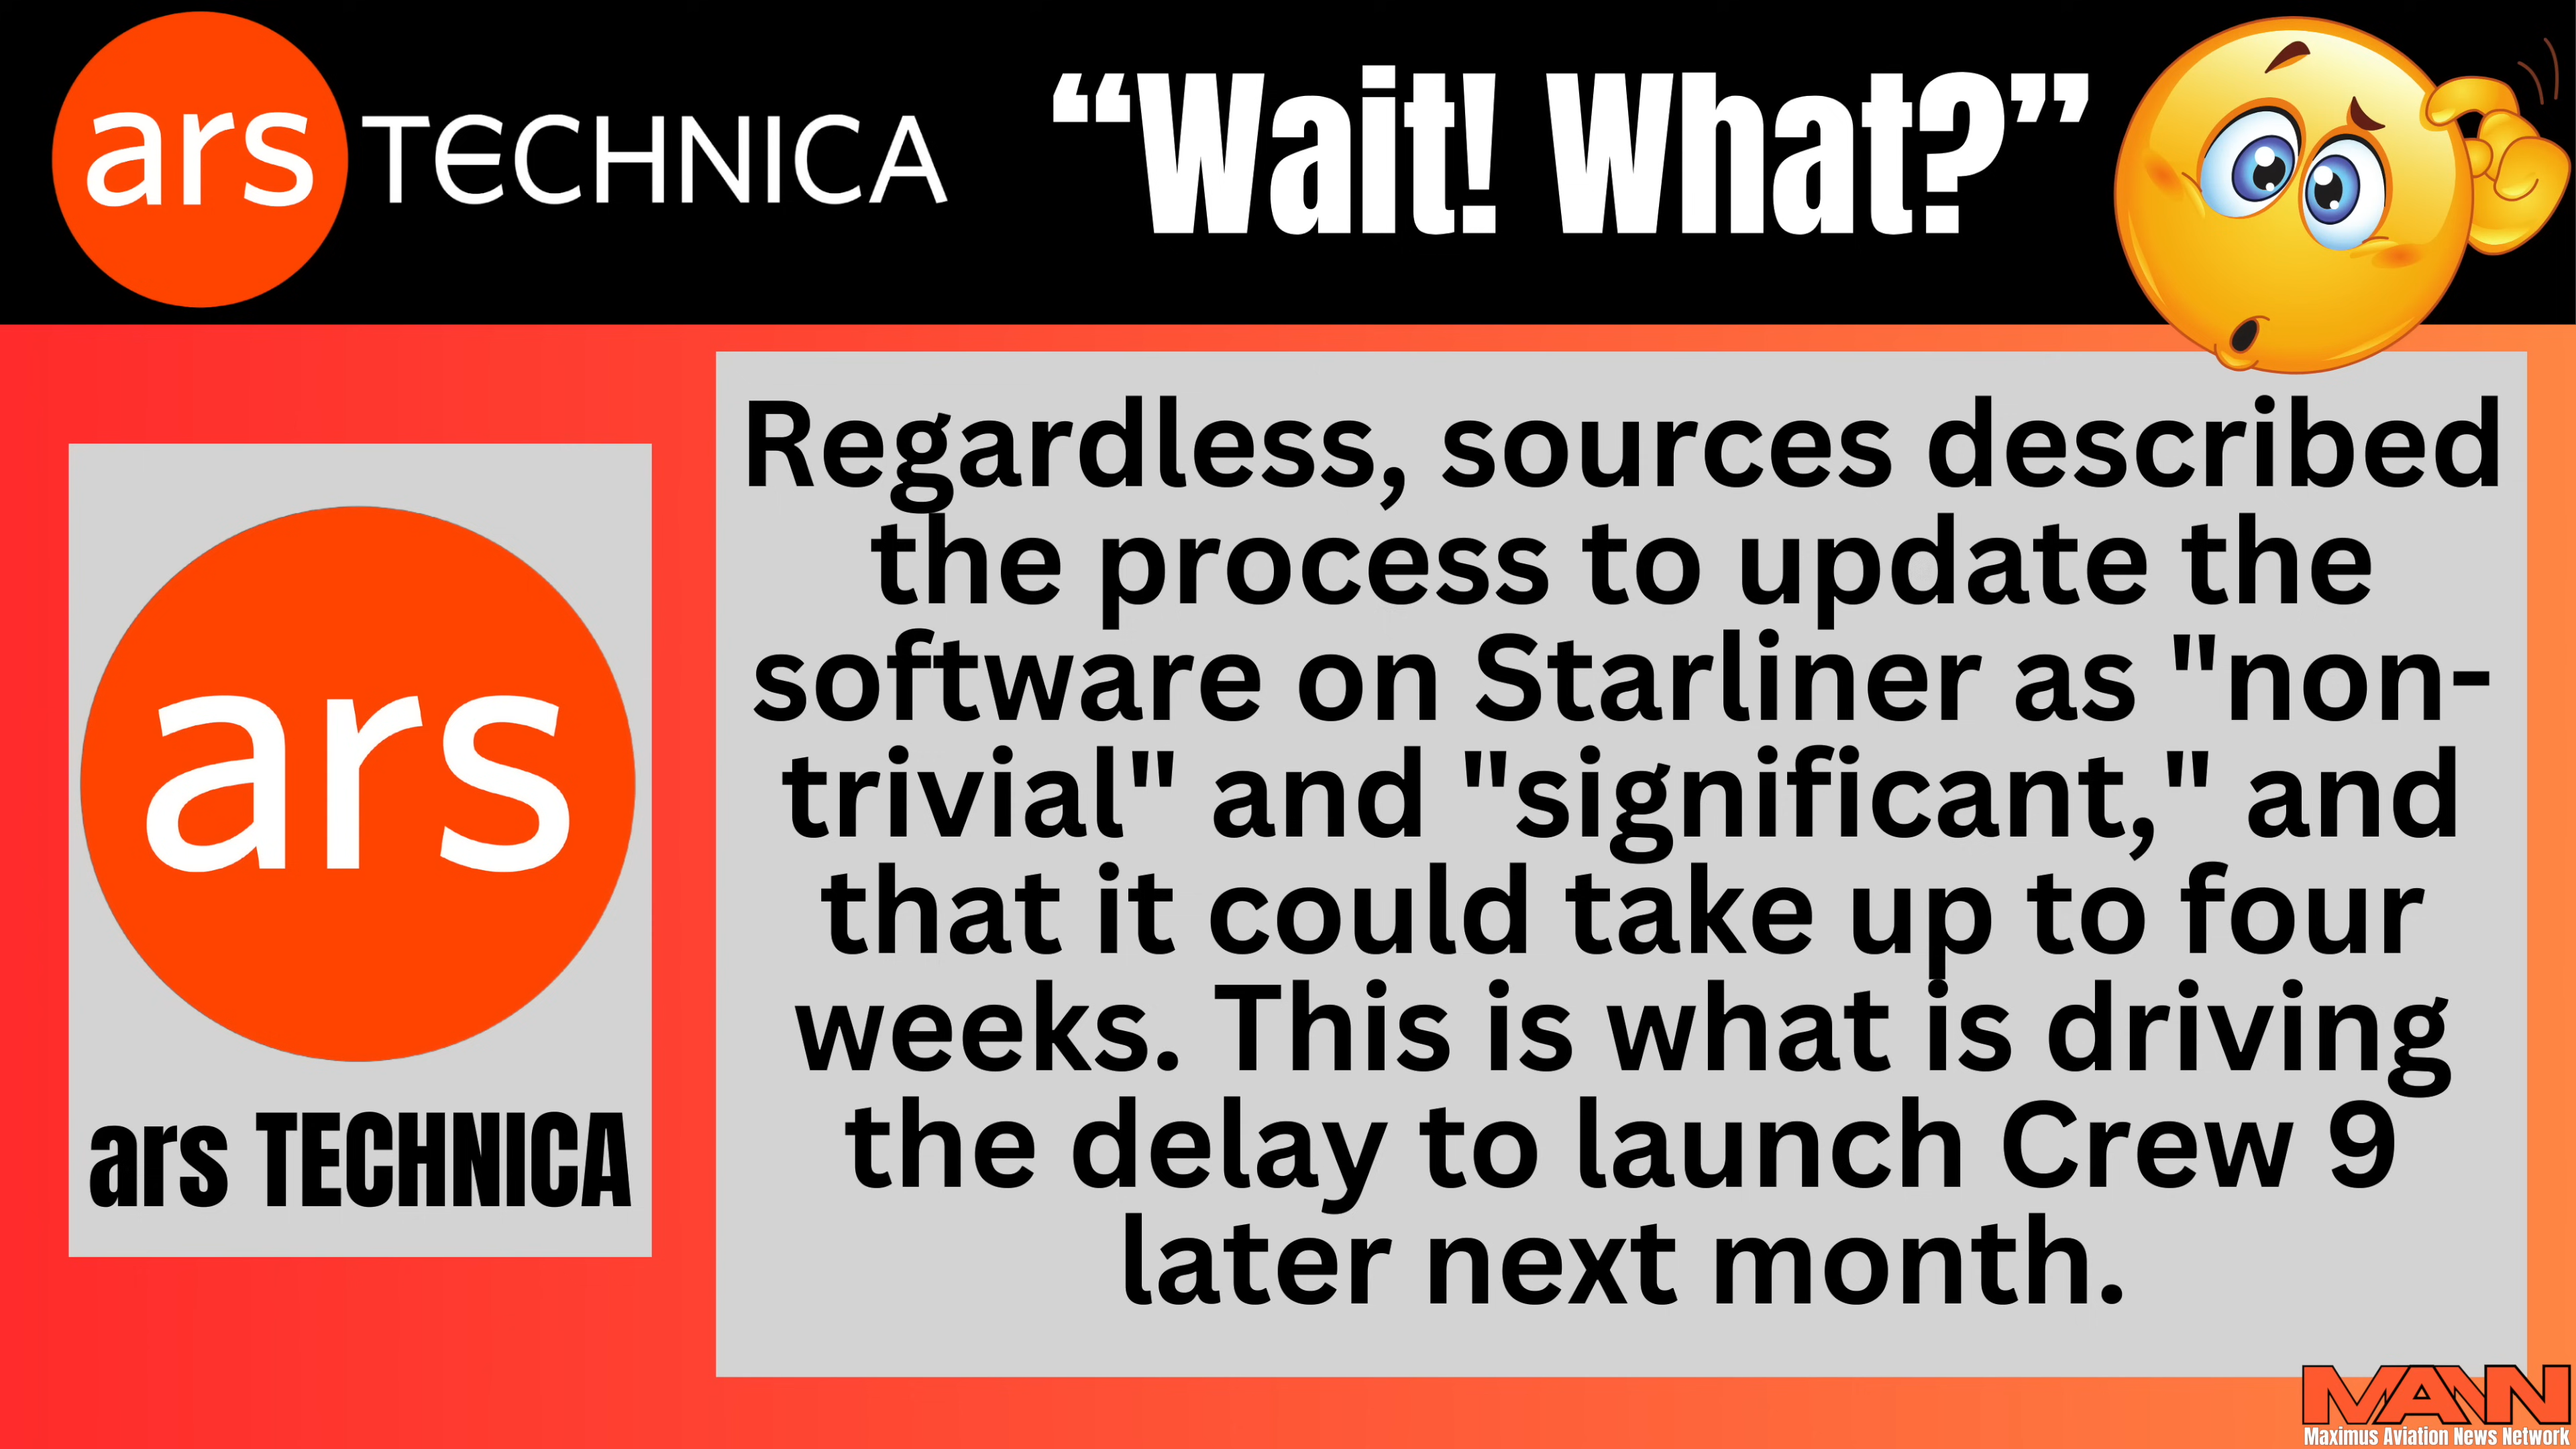 ars TECHNICA “Wait! What?”
Regardless, sources described
the process to update the
software on Starliner as "non-
trivial" and "significant," and
that it could take up to four
weeks. This is what is driving
the delay to launch Crew 9
later next month.
ars
ars TECHNICA
MANN
Maximus Aviation News Network